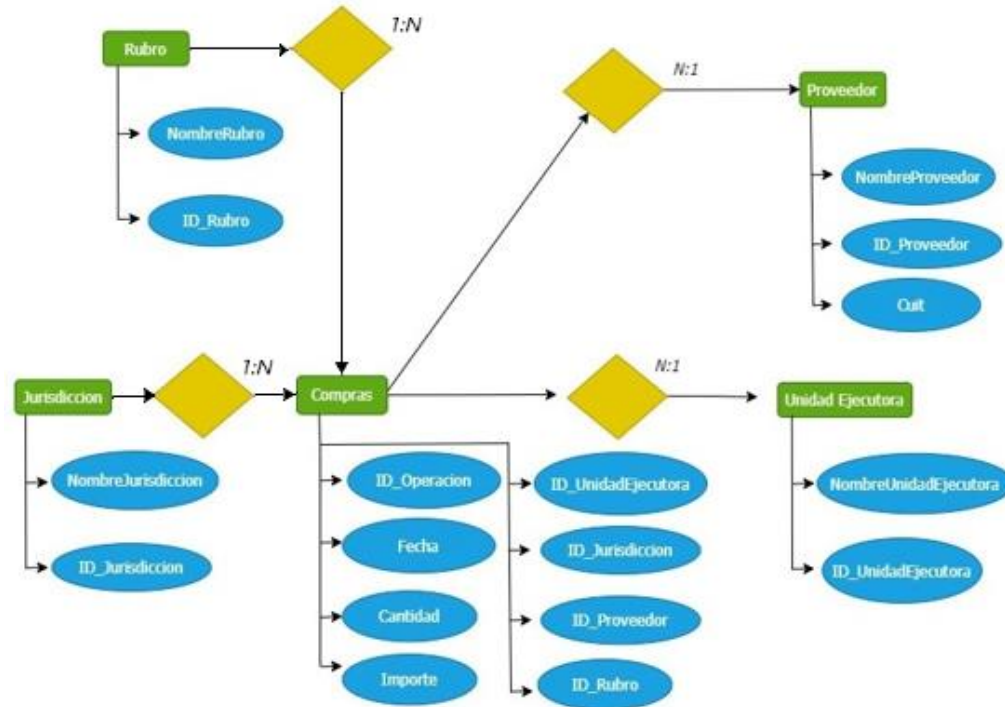 1:N
Rubro
NombreRubro
ID_Rubro
N:1
Proveedor
NombreProveedor
ID_Proveedor
Cuit
Jurisdiccion
1:N
NombreJurisdiccion
ID_Jurisdiccion
Compras
ID_Operacion
Fecha
Cantidad
Importe
ID_UnidadEjecutora
ID_Jurisdiccion
ID_Proveedor
ID_Rubro
N:1
Unidad Ejecutora
NombreUnidadEjecutora
ID_UnidadEjecutora